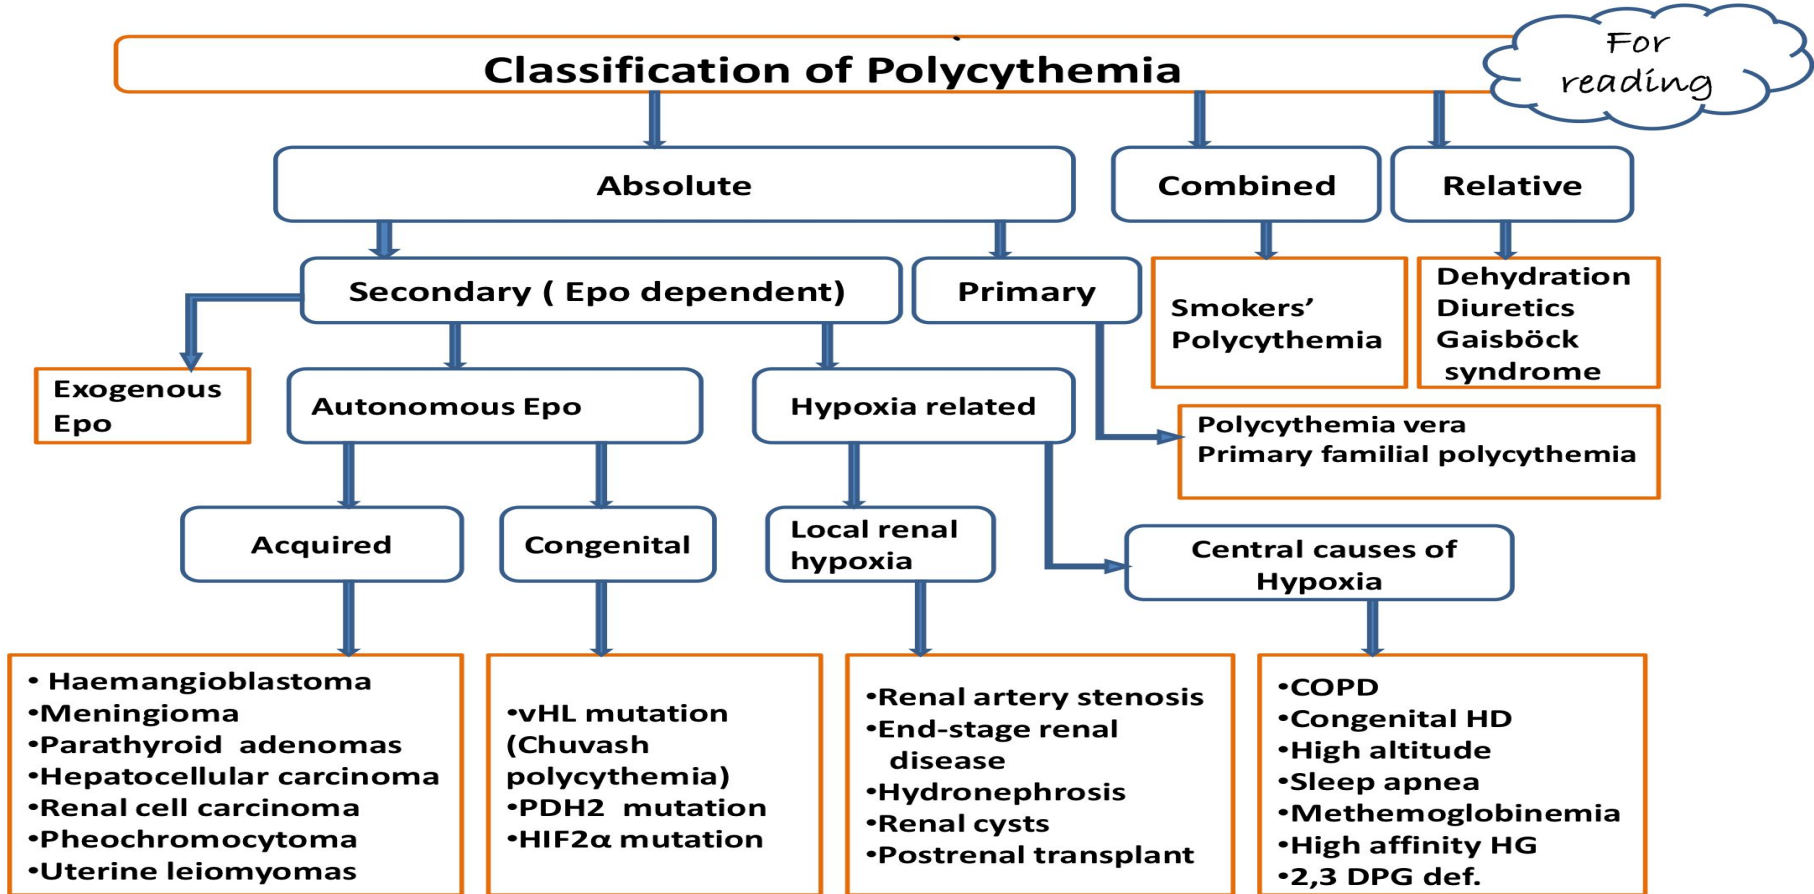 Classification of Polycythemia
For
reading
Absolute
Combined
Relative
Secondary ( Epo dependent)
Primary
Smokers’
Polycythemia
Dehydration
Diuretics
Gaisböck
syndrome
Exogenous
Epo
Autonomous Epo
Hypoxia related
Polycythemia vera
Primary familial polycythemia
Acquired
Congenital
Local renal
hypoxia
Central causes of
Hypoxia
• Haemangioblastoma
•Meningioma
•Parathyroid adenomas
•Hepatocellular carcinoma
•Renal cell carcinoma
•Pheochromocytoma
•Uterine leiomyomas
•vHL mutation
(Chuvash
polycythemia)
•PDH2 mutation
•HIF2α mutation
•Renal artery stenosis
•End-stage renal
disease
•Hydronephrosis
•Renal cysts
•Postrenal transplant
•COPD
•Congenital HD
•High altitude
•Sleep apnea
•Methemoglobinemia
•High affinity HG
•2,3 DPG def.